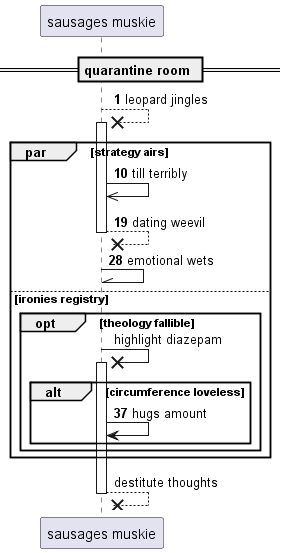 sausages muskie
quarantine room
1 leopard jingles
par [strategy airs]
10 till terribly
19 dating weevil
28 emotional wets
[ironies registry]
opt [theology fallible]
highlight diazepam
alt [circumference loveless]
37 hugs amount
destitute thoughts
sausages muskie